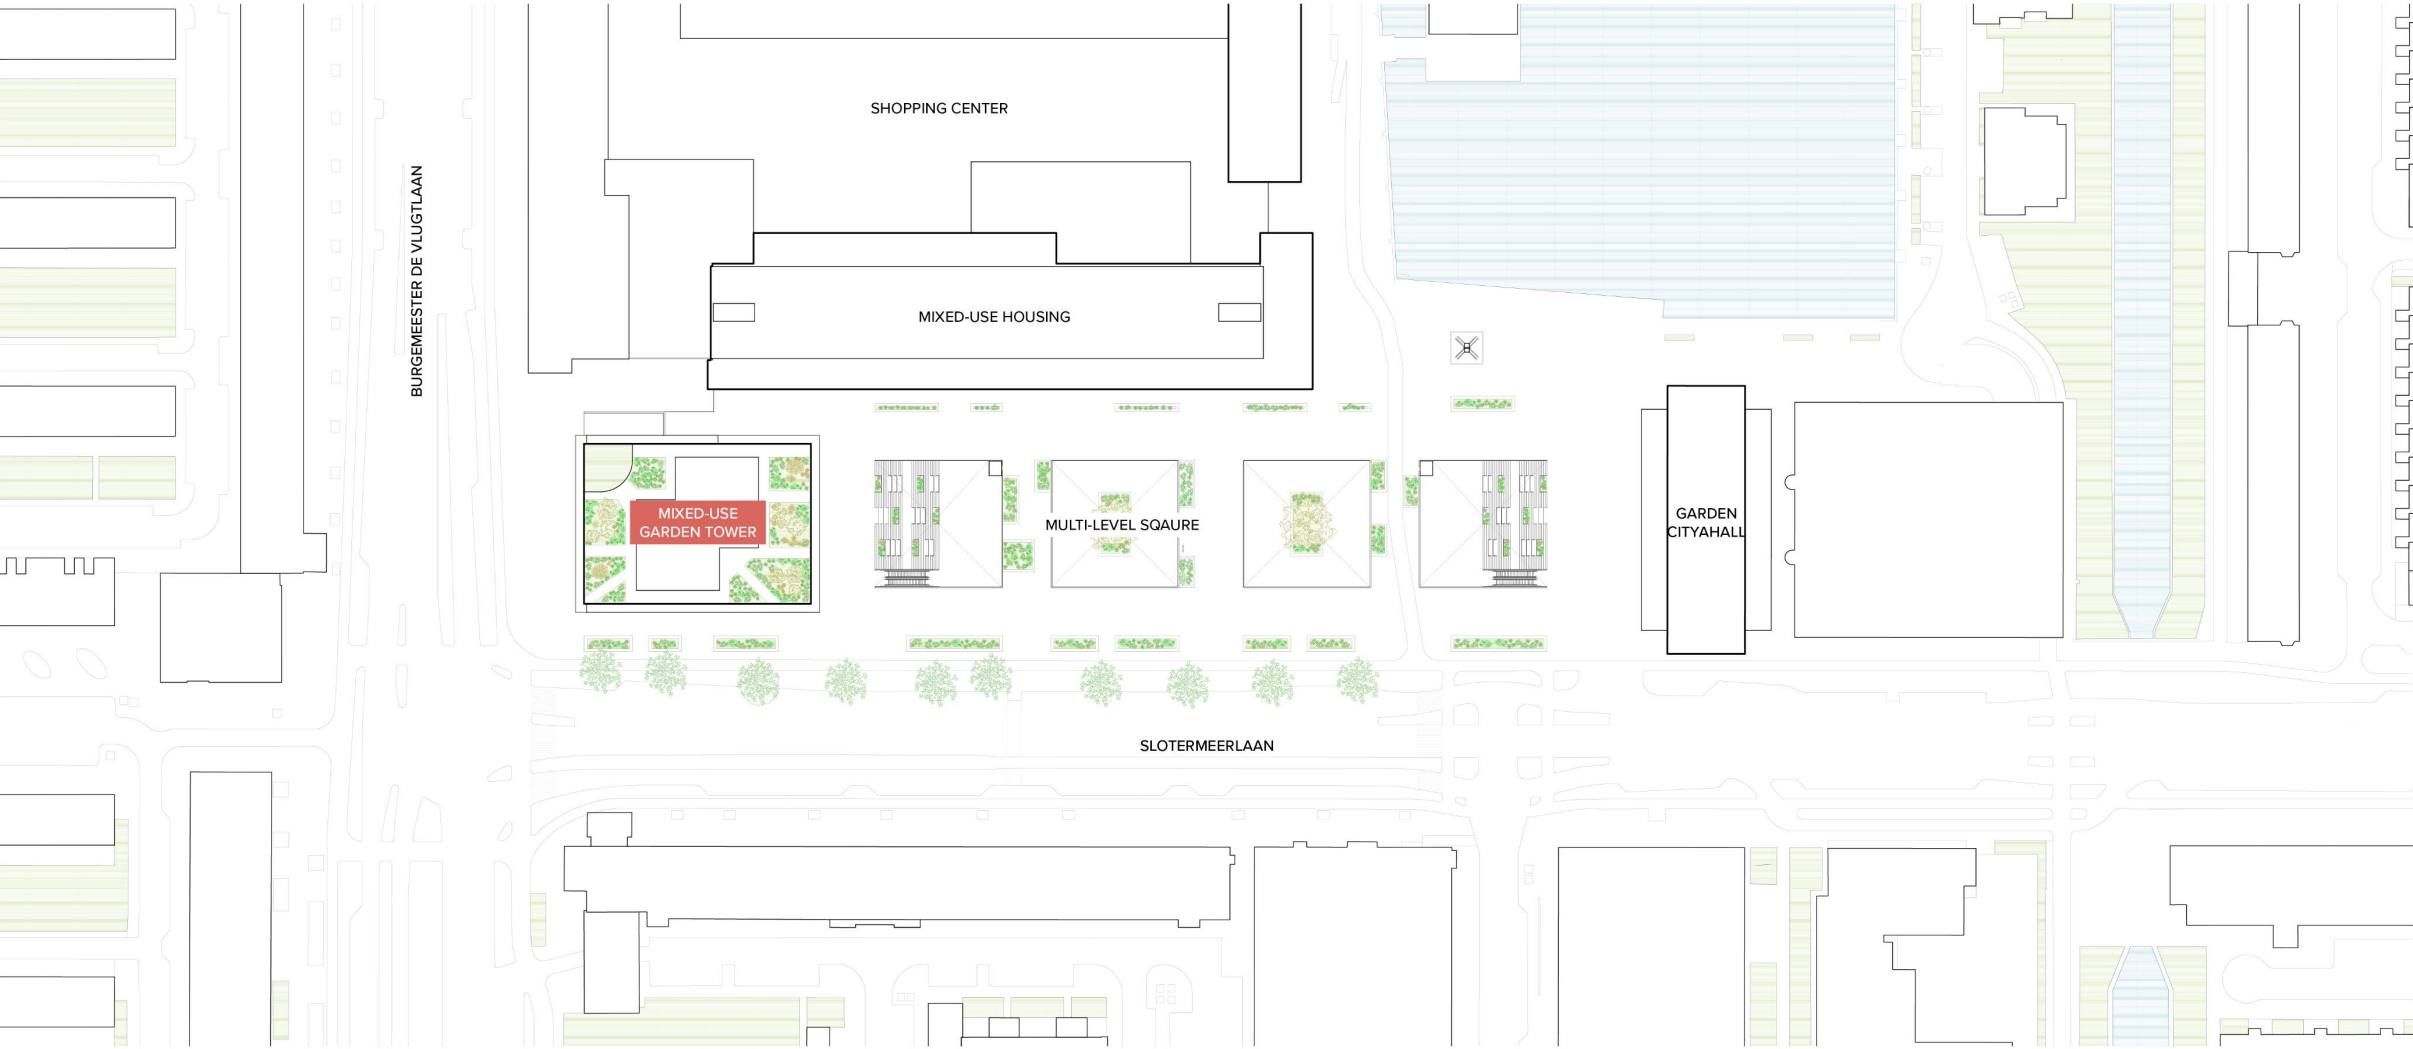 SHOPPING CENTER
BURGEMEESTER DE VLUGTLAAN
MIXED-USE HOUSING
MIXED-USE
GARDEN TOWER
MULTI-LEVEL SQAURE
GARDEN
CITYAHALL
SLOTERMEERLAAN